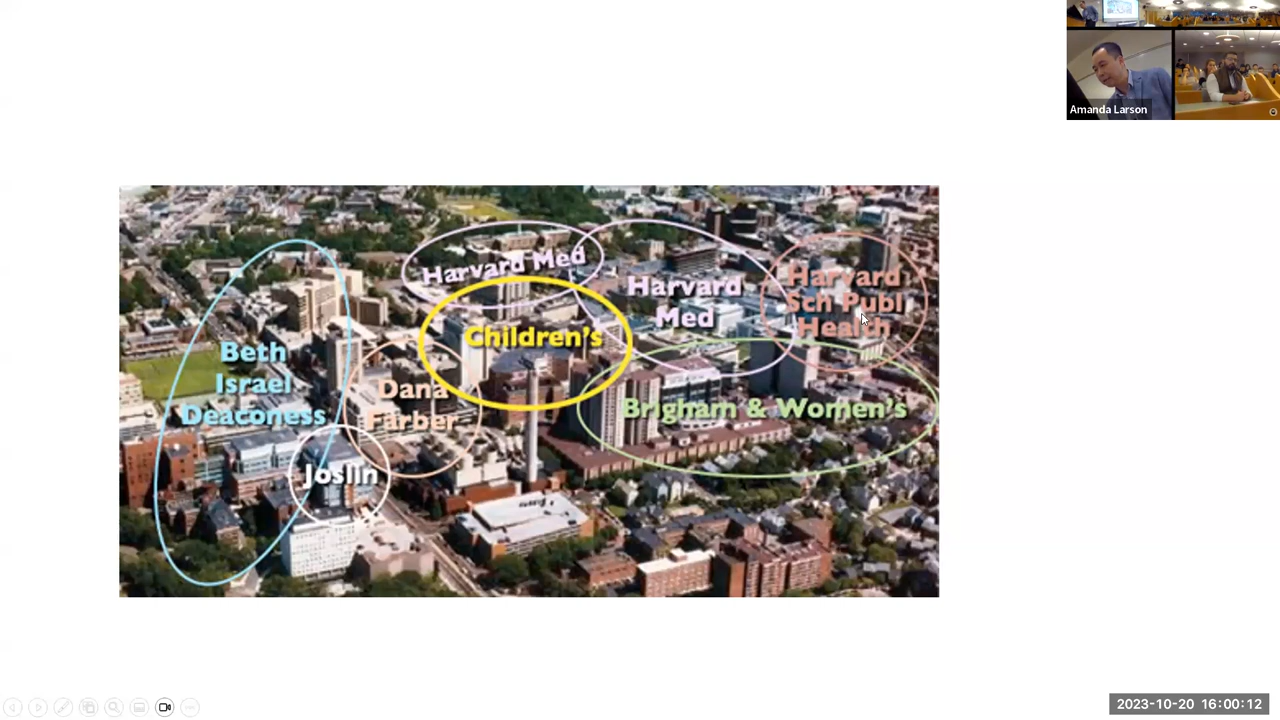 Amanda Larson
Harvard Med
Harvard
Med
Harvard
Sch Publ
Health
Children's
Beth
Israel
Deaconess
Dana
Farber
Brigham & Women's
Joslin
2023-10-20 16:00:12